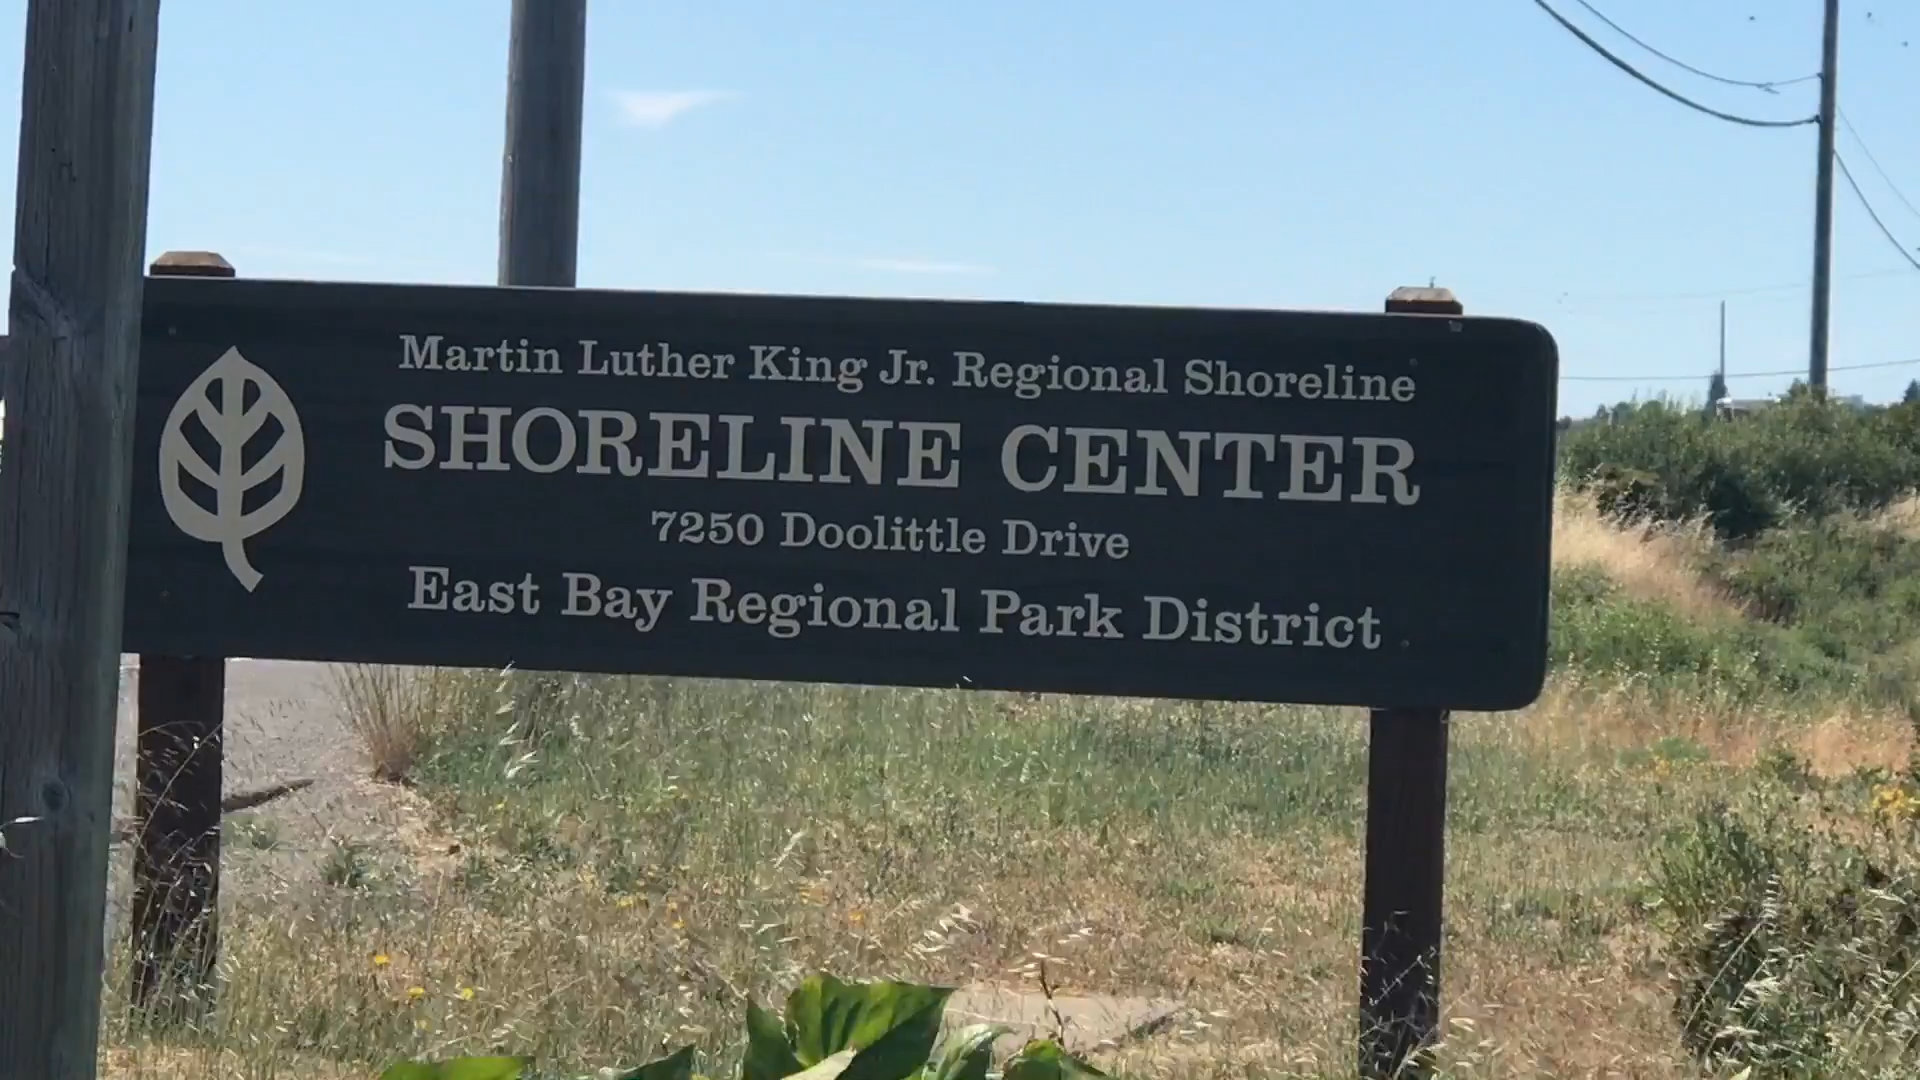 Martin Luther King Jr. Regional Shoreline
SHORELINE CENTER
7250 Doolittle Drive
East Bay Regional Park District